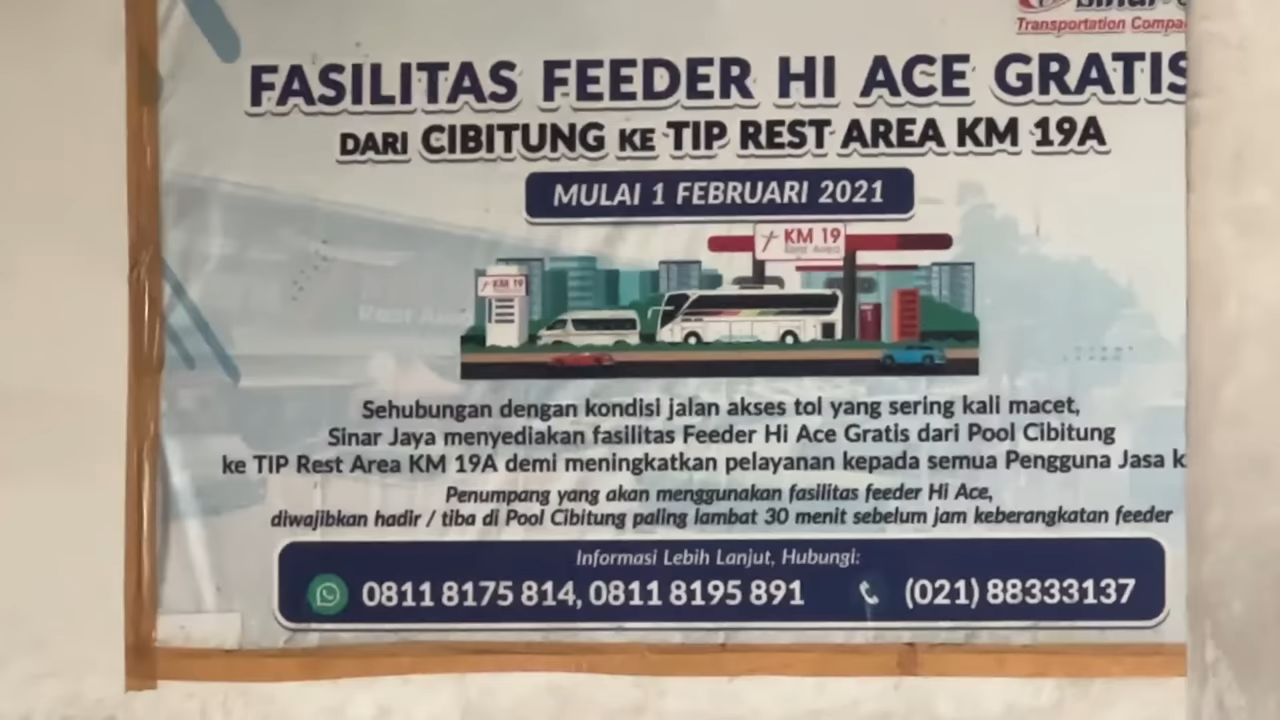 Transportation
FASILITAS FEEDER HI ACE GRATIS
DARI CIBITUNG KE TIP REST AREA KM 19A
MULAI 1 FEBRUARI 2021
KM 19
Rest Area
KM 19
Sehubungan dengan kondisi jalan akses tol yang sering kali macet,
Sinar Jaya menyediakan fasilitas Feeder Hi Ace Gratis dari Pool Cibitung
ke TIP Rest Area KM 19A demi meningkatkan pelayanan kepada semua Pengguna Jasa
Penumpang yang akan menggunakan fasilitas feeder Hi Ace,
diwajibkan hadir / tiba di Pool Cibitung paling lambat 30 menit sebelum jam keberangkatan feeder
Informasi Lebih Lanjut, Hubungi:
0811 8175 814, 0811 8195 891 (021) 88333137